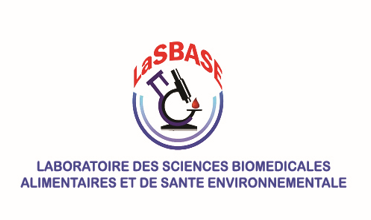 LaSBASE
LABORATOIRE DES SCIENCES BIOMEDICALES
ALIMENTAIRES ET DE SANTE ENVIRONNEMENTALE